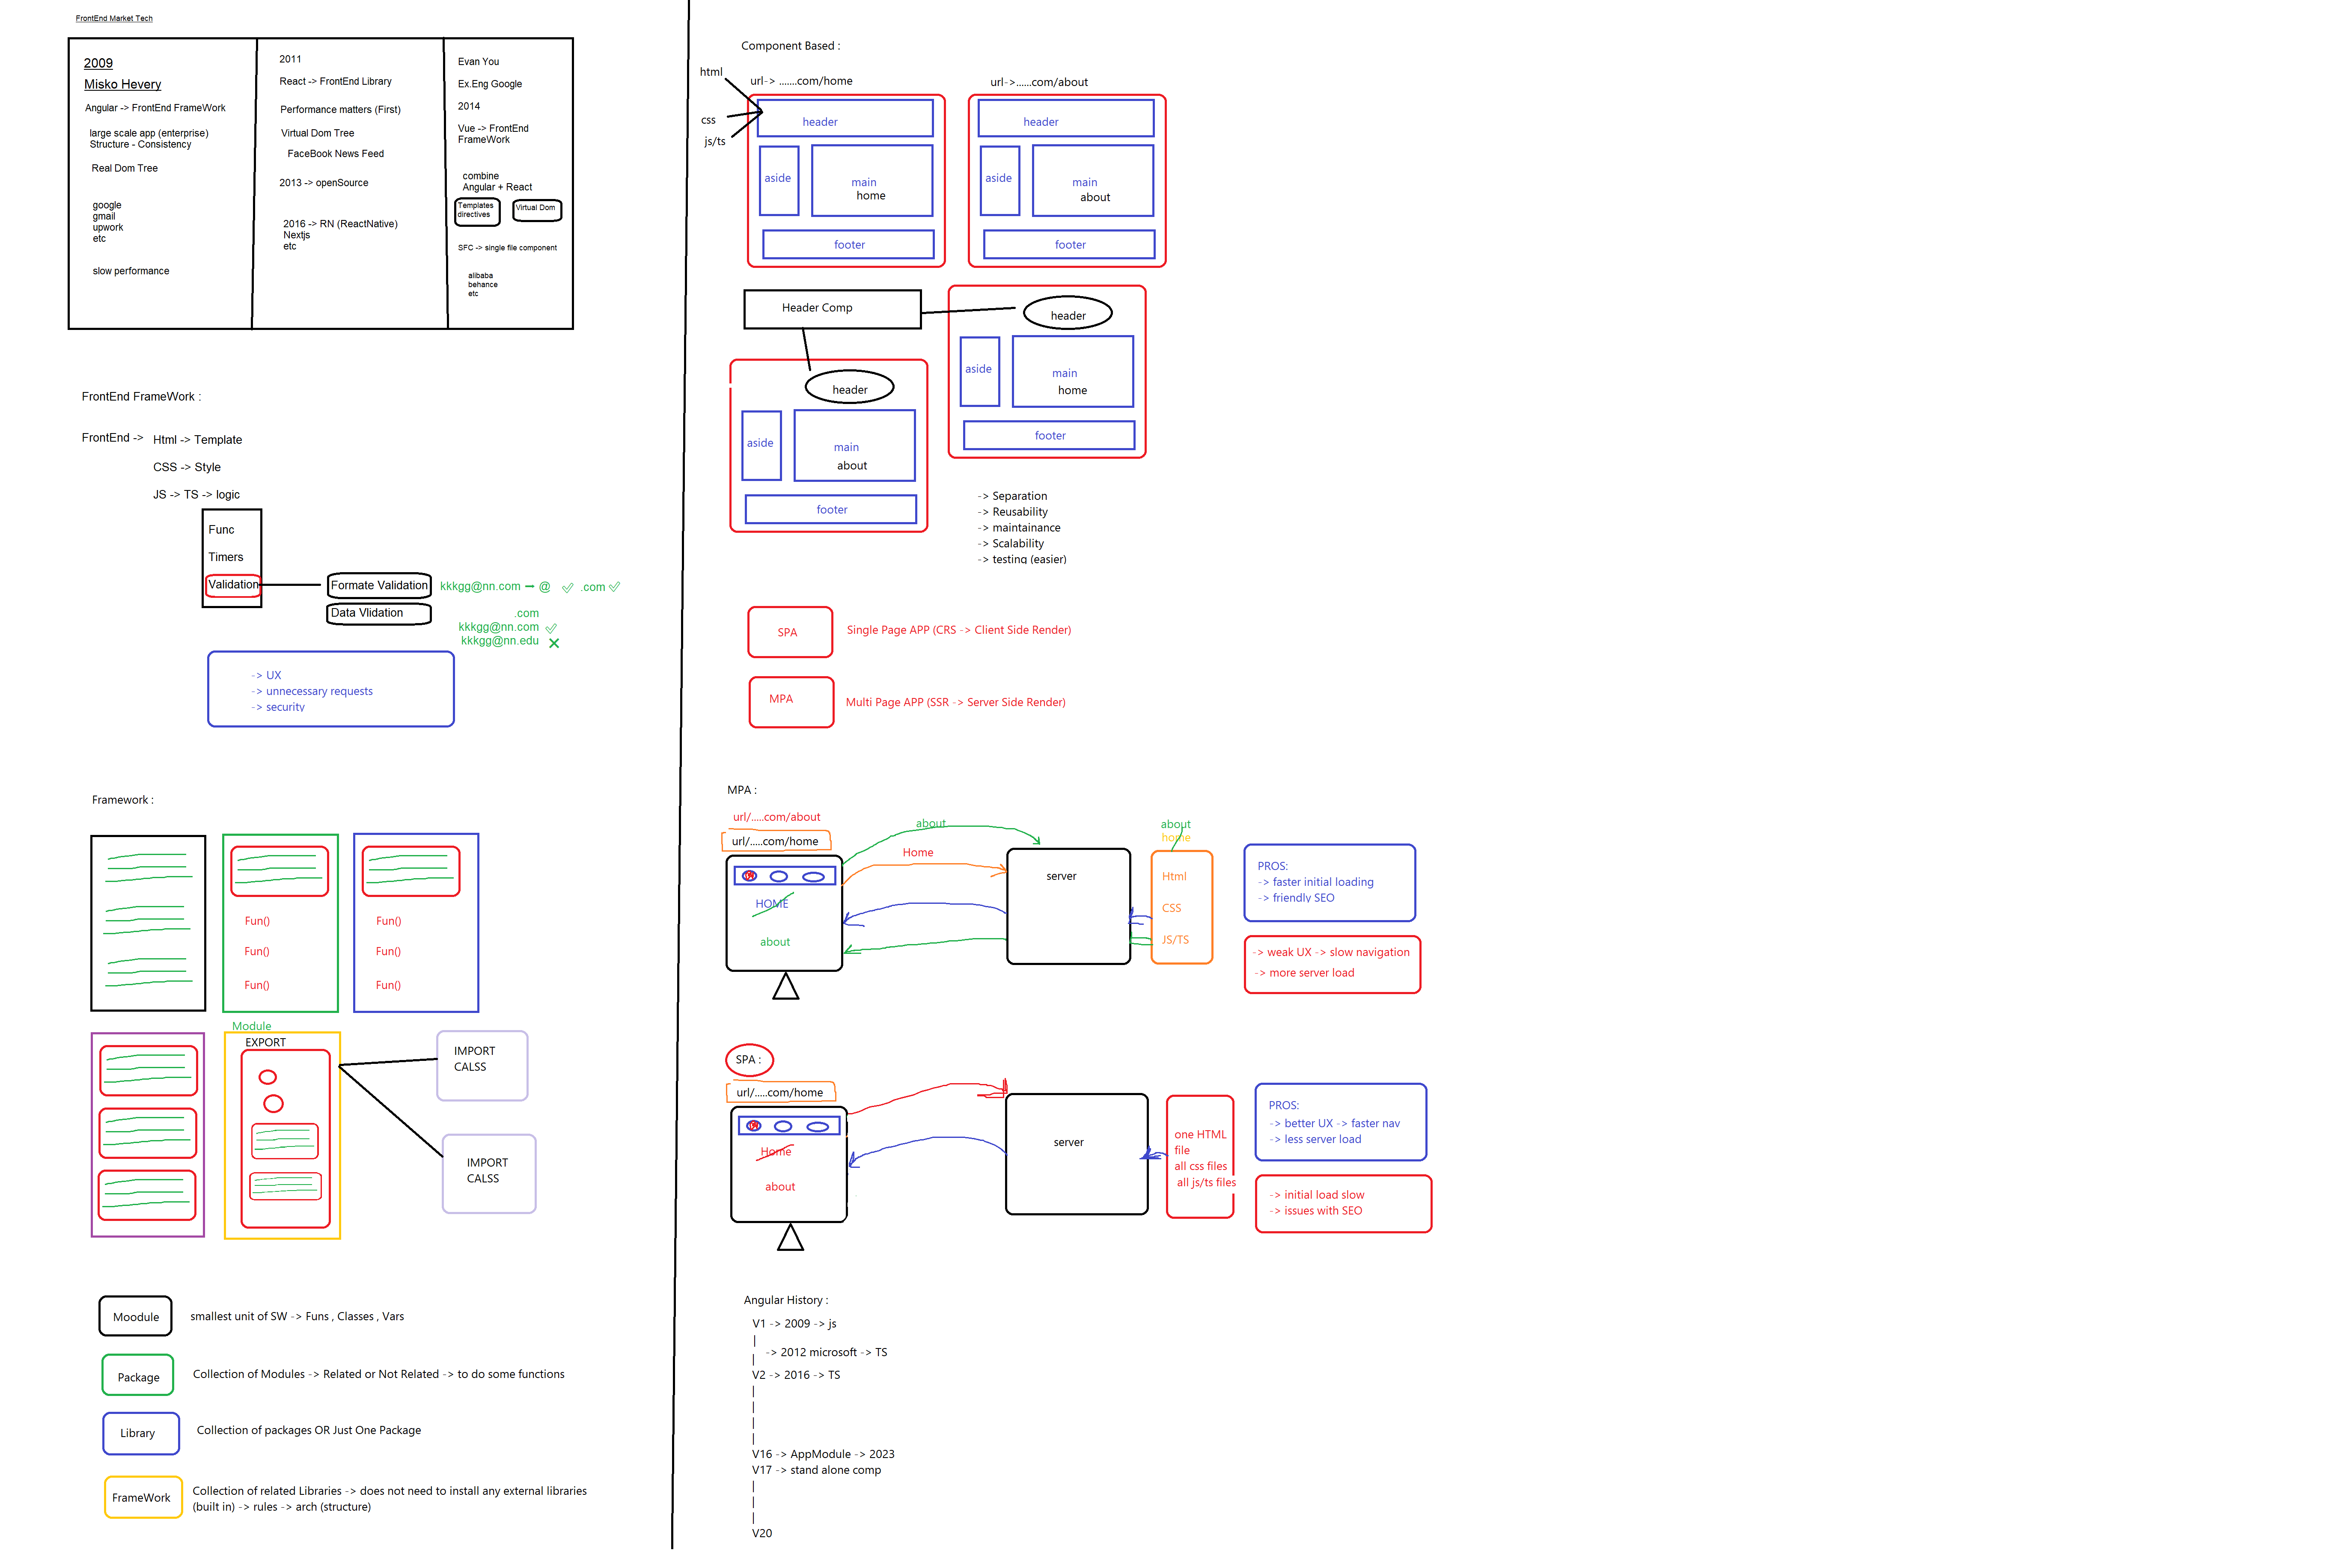 FrontEnd Market Tech
2009
Misko Hevery
Angular -> FrontEnd FrameWork
large scale app (enterprise)
Structure - Consistency
Real Dom Tree
google
gmail
upwork
etc
slow performance
2011
React -> FrontEnd Library
Performance matters (First)
Virtual Dom Tree
FaceBook News Feed
2013 -> openSource
2016 -> RN (ReactNative)
Nextjs
etc
Evan You
Ex.Eng Google
2014
Vue -> FrontEnd
FrameWork
combine
Angular + React
Templates
directives
Virtual Dom
SFC -> single file component
alibaba
behance
etc
FrontEnd FrameWork :
FrontEnd ->
Html -> Template
CSS -> Style
JS -> TS -> logic
Func
Timers
Validation
Formate Validation
kkkgg@nn.com – @ ✓ .com ✓
Data Vlidation
.com
kkkgg@nn.com ✓
kkkgg@nn.edu ✕
-> UX
-> unnecessary requests
-> security
Framework :
Fun()
Fun()
Fun()
Fun()
Fun()
Fun()
Module
EXPORT
IMPORT
CALSS
IMPORT
CALSS
Moodule
smallest unit of SW -> Funs , Classes , Vars
Package
Collection of Modules -> Related or Not Related -> to do some functions
Library
Collection of packages OR Just One Package
FrameWork
Collection of related Libraries -> does not need to install any external libraries
(built in) -> rules -> arch (structure)
Component Based :
html
css
js/ts
url-> .......com/home
header
aside
main
home
footer
url->......com/about
header
aside
main
about
footer
Header Comp
header
aside
main
home
footer
header
aside
main
about
footer
-> Separation
-> Reusability
-> maintainance
-> Scalability
-> testing (easier)
SPA
Single Page APP (CRS -> Client Side Render)
MPA
Multi Page APP (SSR -> Server Side Render)
MPA :
url/.....com/about
url/.....com/home
HOME
about
about
Home
server
about
home
Html
CSS
JS/TS
PROS:
-> faster initial loading
-> friendly SEO
-> weak UX -> slow navigation
-> more server load
SPA :
url/.....com/home
Home
about
server
one HTML
file
all css files
all js/ts files
PROS:
-> better UX -> faster nav
-> less server load
-> initial load slow
-> issues with SEO
Angular History :
V1 -> 2009 -> js
|
-> 2012 microsoft -> TS
|
V2 -> 2016 -> TS
|
|
|
|
V16 -> AppModule -> 2023
V17 -> stand alone comp
|
|
|
V20